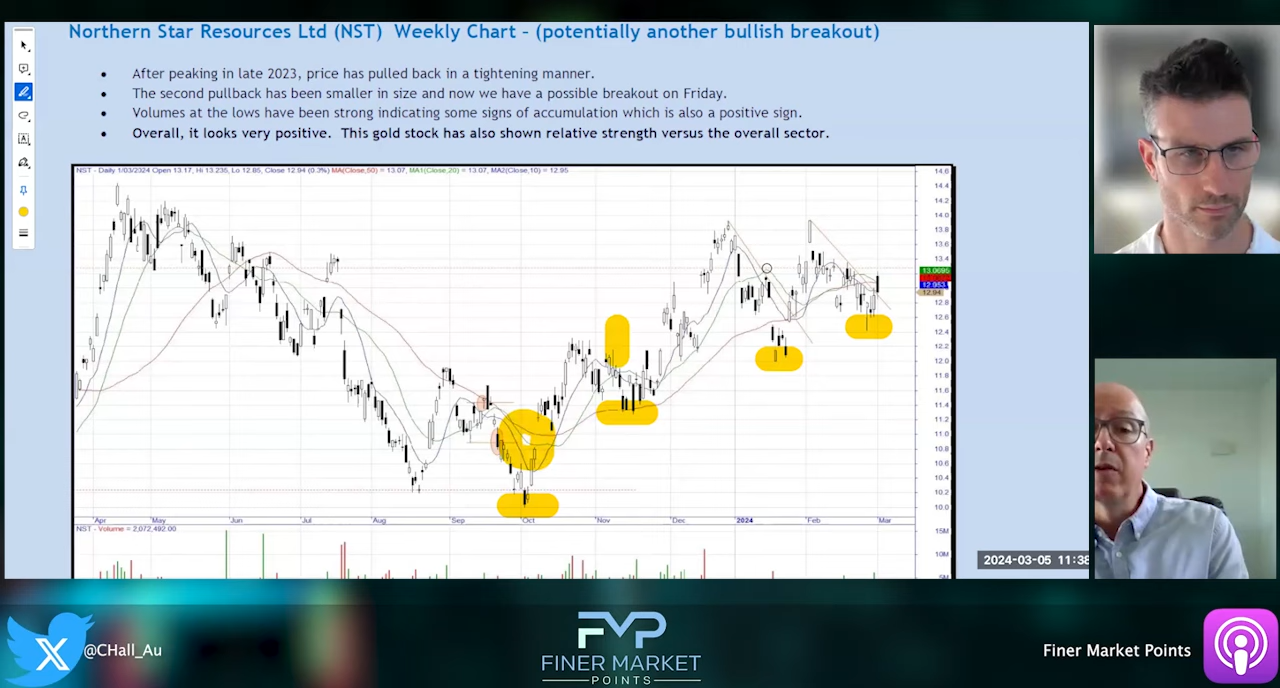 Northern Star Resources Ltd (NST) Weekly Chart - (potentially another bullish breakout)
• After peaking in late 2023, price has pulled back in a tightening manner.
• The second pullback has been smaller in size and now we have a possible breakout on Friday.
• Volumes at the lows have been strong indicating some signs of accumulation which is also a positive sign.
• Overall, it looks very positive. This gold stock has also shown relative strength versus the overall sector.
NST - Daily 1/03/2024 Open 13.17, Hi 13.235, Lo 12.85, Close 12.94 (0.3%) MA(Close,50) = 13.07, MA1(Close,20) = 13.07, MA2(Close,10) = 12.95
14.6
14.4
14.2
14.0
13.8
13.6
13.4
13.0695
12.953
12.94
12.8
12.6
12.4
12.2
12.0
11.8
11.6
11.4
11.2
11.0
10.8
10.6
10.4
10.2
10.0
Apr May Jun Jul Aug Sep Oct Nov Dec 2024 Feb Mar
NST - Volume = 2,072,492.00
15M
10M
5M
2024-03-05 11:38
@CHall_Au
FMP
FINER MARKET
POINTS
Finer Market Points